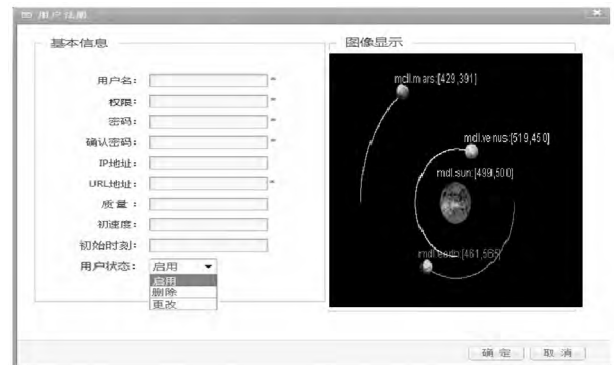 用户注册
基本信息
用户名：
*
权限：
*
密码：
*
确认密码：
*
IP地址：
URL地址：
*
质量：
初速度：
初始时刻：
用户状态：
启用
启用
删除
更改
图像显示
mdl.mars:[429,391]
mdl.venus:[519,450]
mdl.sun:[499,500]
[461,565]
确定
取消